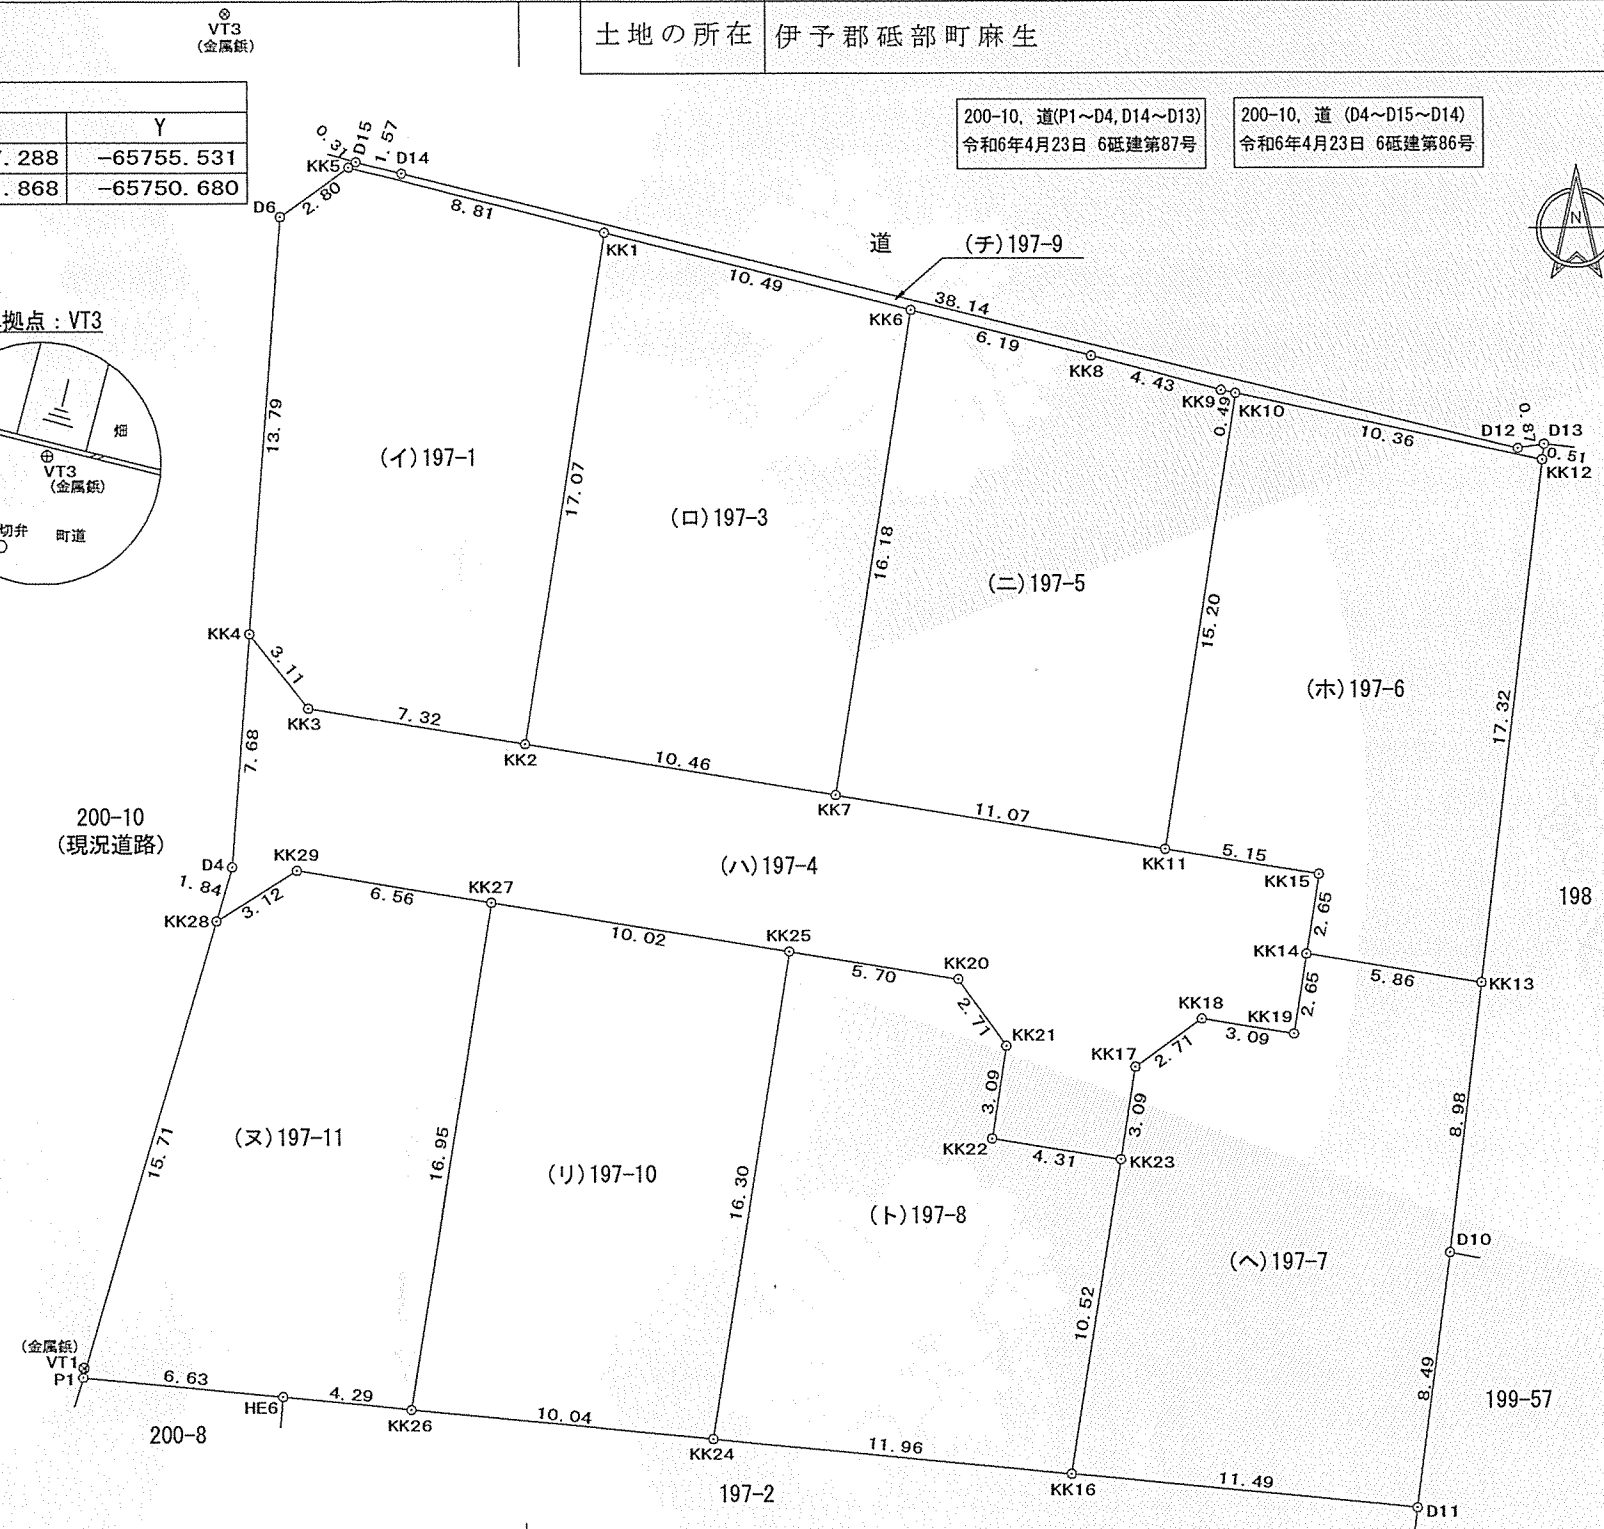 VT3
(金属鋲)
土地の所在 伊予郡砥部町麻生
Y
.288 -65755.531
.868 -65750.680
200-10, 道(P1～D4, D14～D13)
令和6年4月23日 6砥建第87号
200-10, 道 (D4～D15～D14)
令和6年4月23日 6砥建第86号
N
0.31
D15
1.57
KK5
D14
D6
2.80
8.81
KK1
10.49
道
(チ)197-9
38.14
KK6
6.19
KK8
4.43
KK9
0.49
KK10
10.36
D12
0.87
D13
0.51
KK12
拠点：VT3
畑
VT3
(金属鋲)
切弁
町道
13.79
(イ)197-1
17.07
(ロ)197-3
16.18
(ニ)197-5
15.20
(ホ)197-6
17.32
KK4
3.11
KK3
7.32
KK2
10.46
KK7
11.07
KK11
5.15
KK15
2.65
7.68
200-10
(現況道路)
(ハ)197-4
198
D4
1.84
KK29
KK28
3.12
6.56
KK27
10.02
KK25
5.70
KK20
2.71
KK21
KK14
5.86
KK13
2.65
KK18
KK19
3.09
KK17
2.71
3.09
3.09
KK22
4.31
KK23
8.98
15.71
(ヌ)197-11
16.95
(リ)197-10
16.30
(ト)197-8
10.52
(ヘ)197-7
D10
8.49
199-57
(金属鋲)
VT1
P1
6.63
HE6
4.29
KK26
10.04
KK24
11.96
KK16
11.49
D11
200-8
197-2